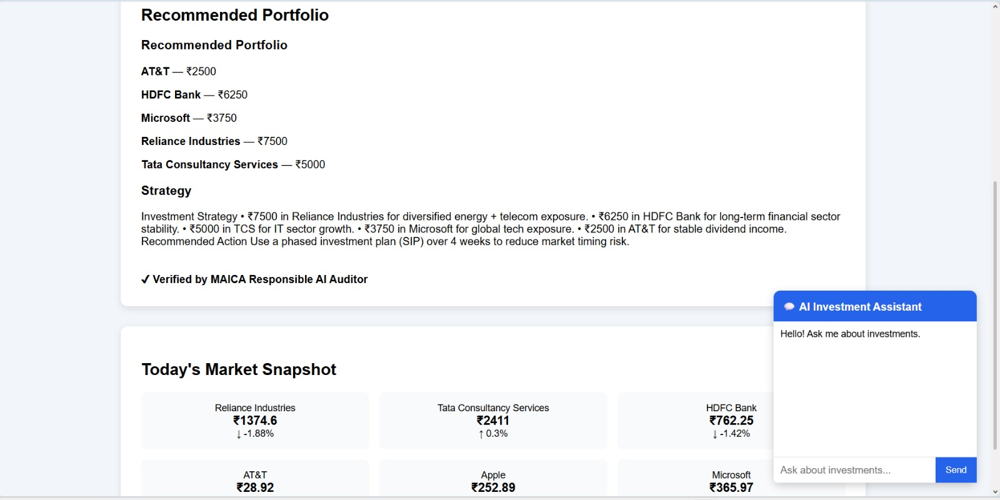 Recommended Portfolio
Recommended Portfolio
AT&T — ₹2500
HDFC Bank — ₹6250
Microsoft — ₹3750
Reliance Industries — ₹7500
Tata Consultancy Services — ₹5000
Strategy
Investment Strategy • ₹7500 in Reliance Industries for diversified energy + telecom exposure. • ₹6250 in HDFC Bank for long-term financial sector
stability. • ₹5000 in TCS for IT sector growth. • ₹3750 in Microsoft for global tech exposure. • ₹2500 in AT&T for stable dividend income.
Recommended Action Use a phased investment plan (SIP) over 4 weeks to reduce market timing risk.
✔ Verified by MAICA Responsible AI Auditor
Today's Market Snapshot
Reliance Industries
₹1374.6
↓ -1.88%
Tata Consultancy Services
₹2411
↑ 0.3%
HDFC Bank
₹762.25
↓ -1.42%
AT&T
₹28.92
Apple
₹252.89
Microsoft
₹365.97
💬 AI Investment Assistant
Hello! Ask me about investments.
Ask about investments...
Send